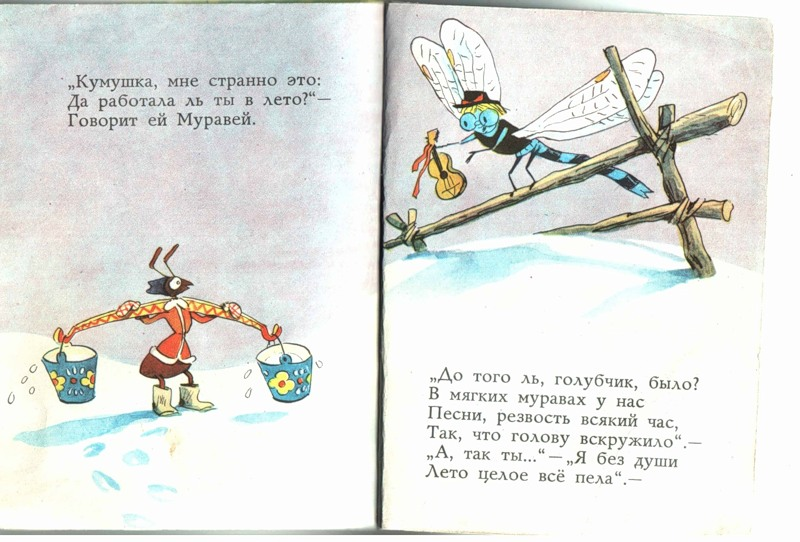 „Кумушка, мне странно это:
Да работала ль ты в лето?“—
Говорит ей Муравей.
„До того ль, голубчик, было?
В мягких муравах у нас
Песни, резвость всякий час,
Так, что голову вскружило“.—
„А, так ты...“—„Я без души
Лето целое всё пела“.—